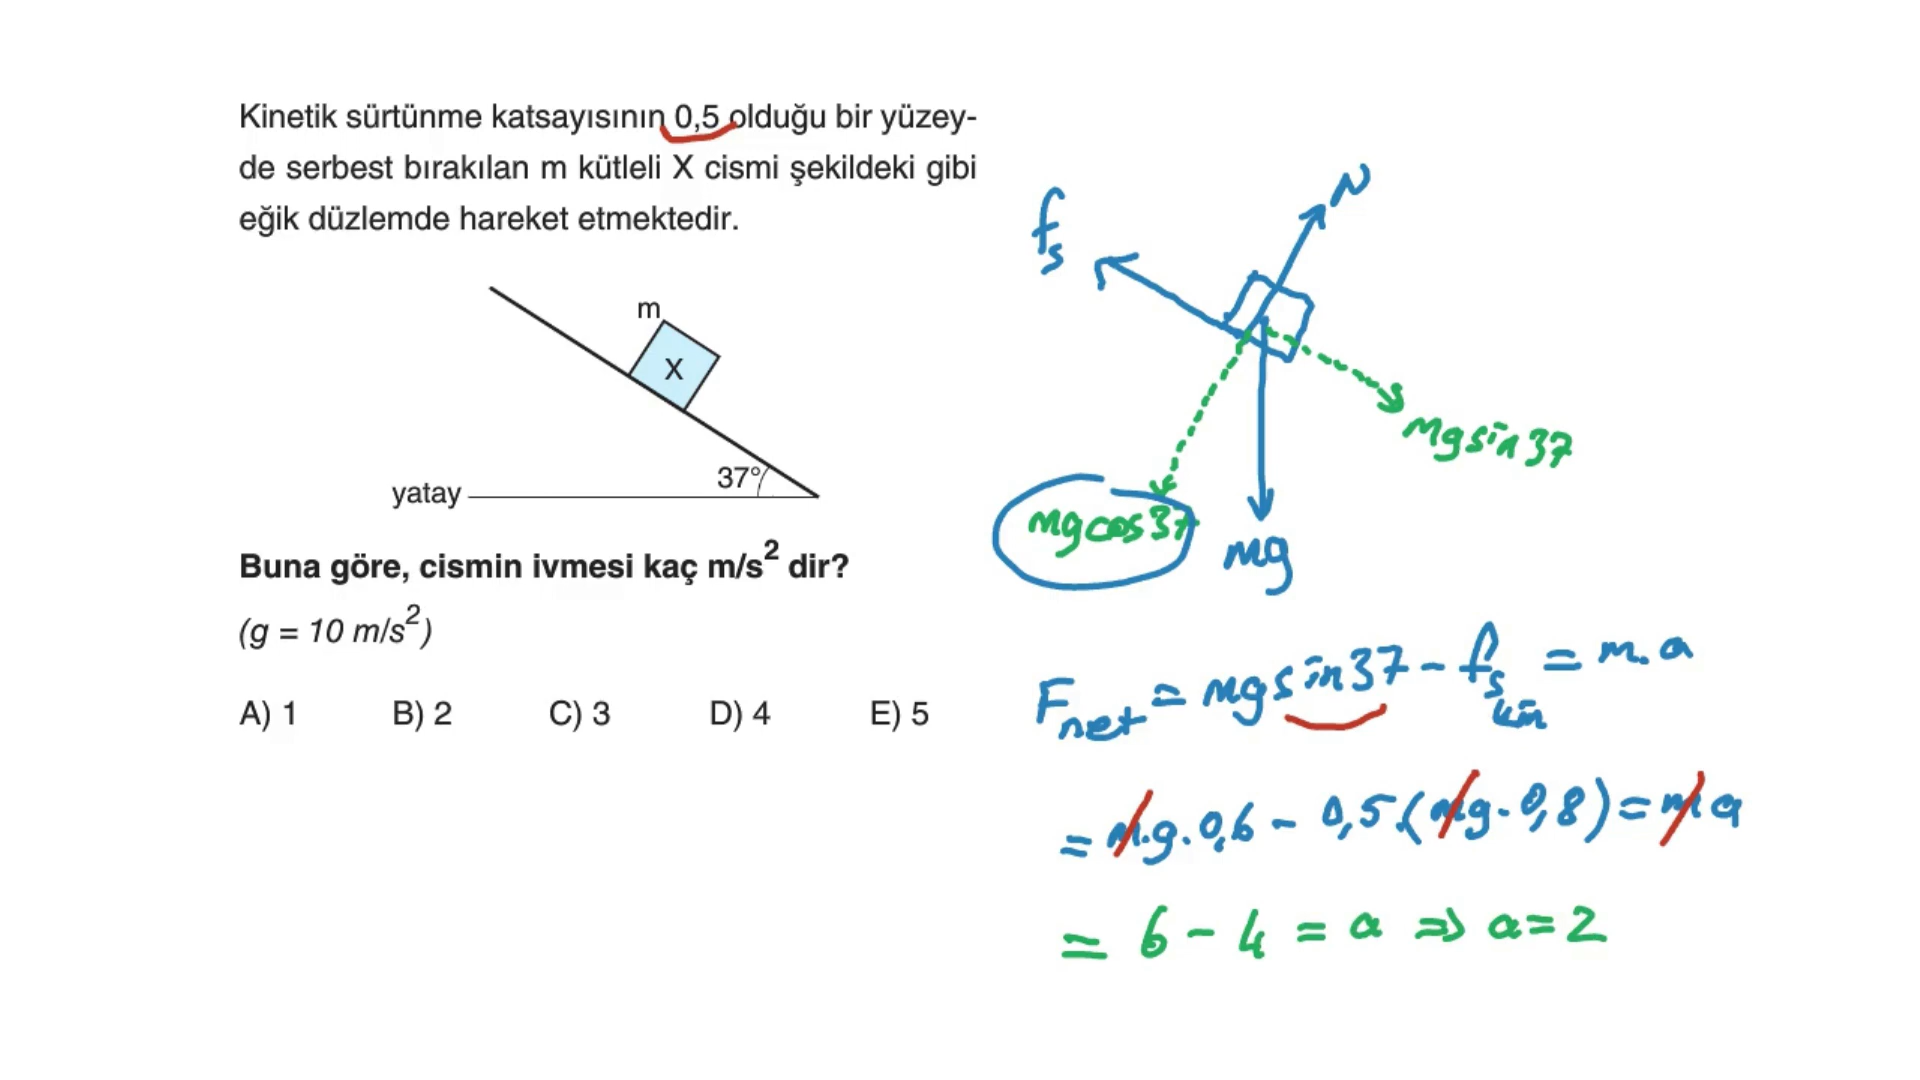 Kinetik sürtünme katsayısının 0,5 olduğu bir yüzey-
de serbest bırakılan m kütleli X cismi şekildeki gibi
eğik düzlemde hareket etmektedir.
m
X
37°
yatay
Buna göre, cismin ivmesi kaç m/s² dir?
(g = 10 m/s²)
A) 1 B) 2 C) 3 D) 4 E) 5
N
fs
mgsin37
mgcos37
mg
Fnet = mgsin37 - fs kin = m.a
= m.g.0,6 - 0,5.(mg.0,8) = ma
= 6 - 4 = a ⇒ a = 2